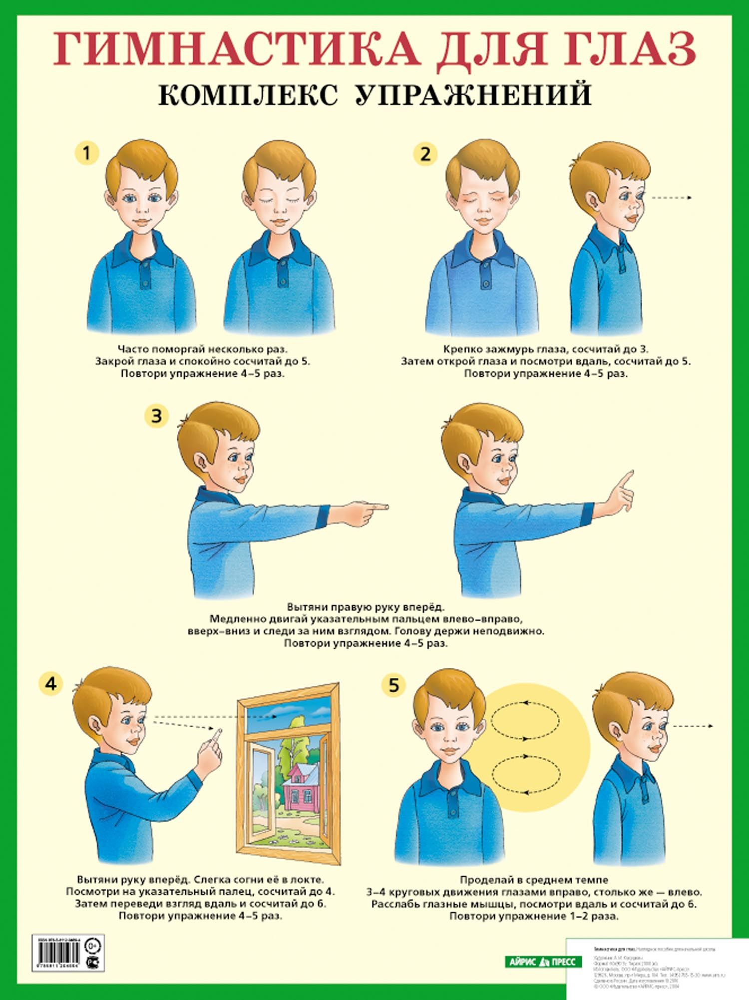 ГИМНАСТИКА ДЛЯ ГЛАЗ
КОМПЛЕКС УПРАЖНЕНИЙ
1
2
Часто поморгай несколько раз.
Закрой глаза и спокойно сосчитай до 5.
Повтори упражнение 4–5 раз.
Крепко зажмурь глаза, сосчитай до 3.
Затем открой глаза и посмотри вдаль, сосчитай до 5.
Повтори упражнение 4–5 раз.
3
Вытяни правую руку вперёд.
Медленно двигай указательным пальцем влево–вправо,
вверх–вниз и следи за ним взглядом. Голову держи неподвижно.
Повтори упражнение 4–5 раз.
4
5
Вытяни руку вперёд. Слегка согни её в локте.
Посмотри на указательный палец, сосчитай до 4.
Затем переведи взгляд вдаль и сосчитай до 6.
Повтори упражнение 4–5 раз.
Проделай в среднем темпе
3–4 круговых движения глазами вправо, столько же — влево.
Расслабь глазные мышцы, посмотри вдаль и сосчитай до 6.
Повтори упражнение 1–2 раза.
0+
АЙРИС ПРЕСС
Гимнастика для глаз. Наглядное пособие для начальной школы